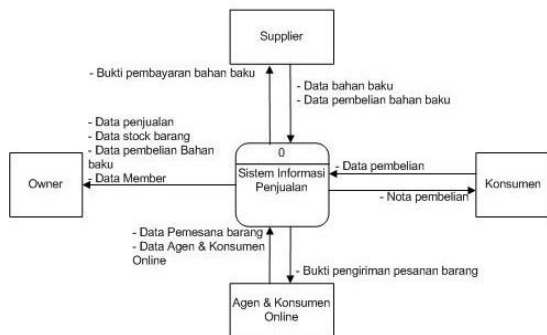 Supplier
- Bukti pembayaran bahan baku
- Data bahan baku
- Data pembelian bahan baku
- Data penjualan
- Data stock barang
- Data pembelian Bahan
baku
- Data Member
Owner
0
Sistem Informasi
Penjualan
- Data pembelian
- Nota pembelian
Konsumen
- Data Pemesana barang
- Data Agen & Konsumen
Online
- Bukti pengiriman pesanan barang
Agen & Konsumen
Online